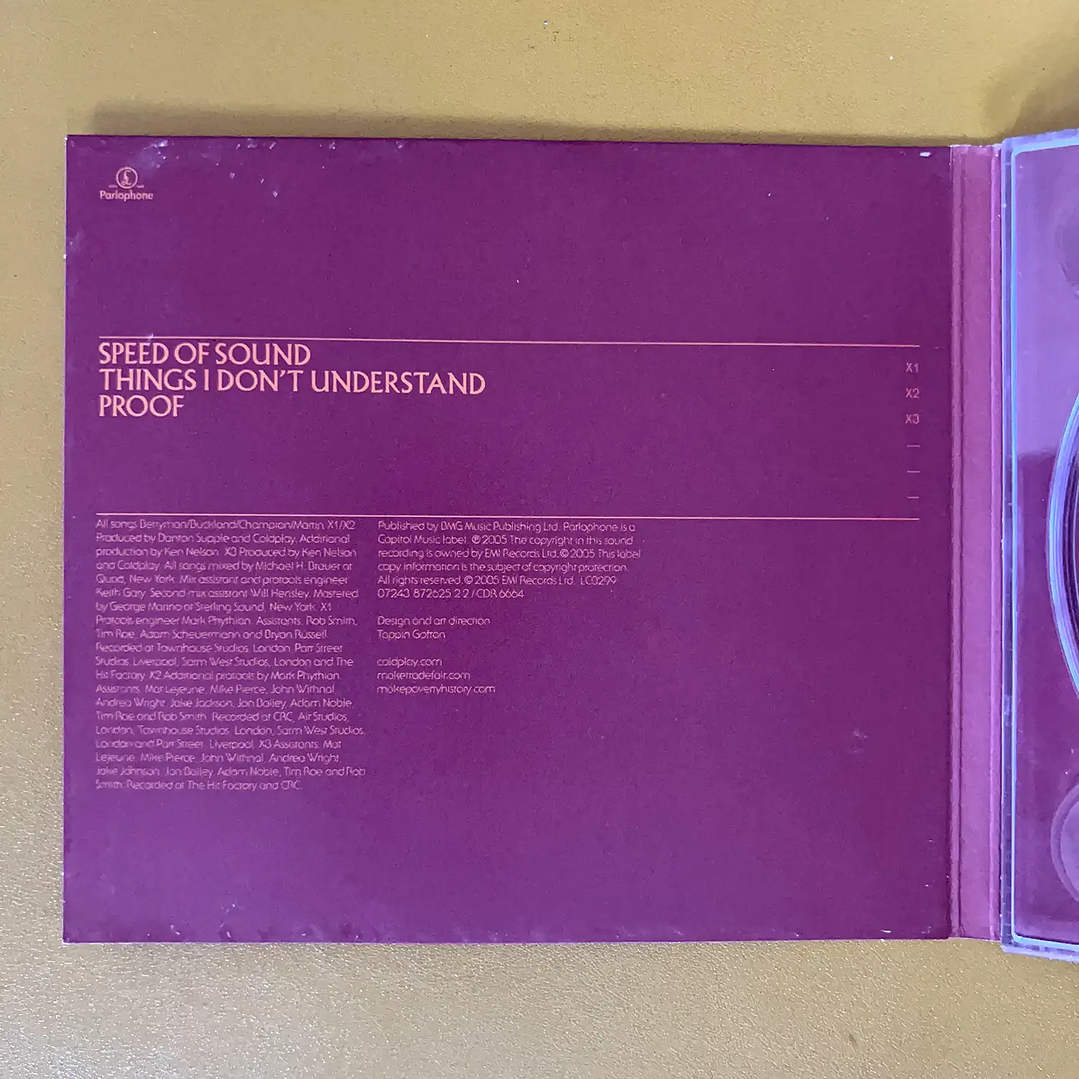 Parlophone
SPEED OF SOUND
THINGS I DON'T UNDERSTAND
PROOF
X1
X2
X3
All songs Berryman/Buckland/Champion/Martin. X1/X2
Produced by Danton Supple and Coldplay. Additional
production by Ken Nelson. X3 Produced by Ken Nelson
and Coldplay. All songs mixed by Michael H. Brauer at
Quad, New York. Mix assistant and protools engineer
Keith Gary. Second mix assistant Will Hensley. Mastered
by George Marino at Sterling Sound, New York. X1
Protools engineer Mark Phythian. Assistants, Rob Smith,
Tim Roe, Adam Scheuermann and Bryan Russell.
Recorded at Townhouse Studios, London, Parr Street
Studios, Liverpool, Sarm West Studios, London and The
Hit Factory. X2 Additional protools by Mark Phythian.
Assistants, Mat Lejeune, Mike Pierce, John Withnal,
Andrea Wright, Jake Jackson, Jon Bailey, Adam Noble,
Tim Roe and Rob Smith. Recorded at CRC, Air Studios,
London, Townhouse Studios, London, Sarm West Studios,
London and Parr Street, Liverpool. X3 Assistants, Mat
Lejeune, Mike Pierce, John Withnal, Andrea Wright,
Jake Johnson, Jon Bailey, Adam Noble, Tim Roe and Rob
Smith. Recorded at The Hit Factory and CRC.
Published by BMG Music Publishing Ltd. Parlophone is a
Capitol Music label. ℗ 2005 The copyright in this sound
recording is owned by EMI Records Ltd. © 2005 This label
copy information is the subject of copyright protection.
All rights reserved. © 2005 EMI Records Ltd. LC0299
07243 872625 2 2 / CDR 6664
Design and art direction
Tappin Gofton
coldplay.com
maketradefair.com
makepovertyhistory.com